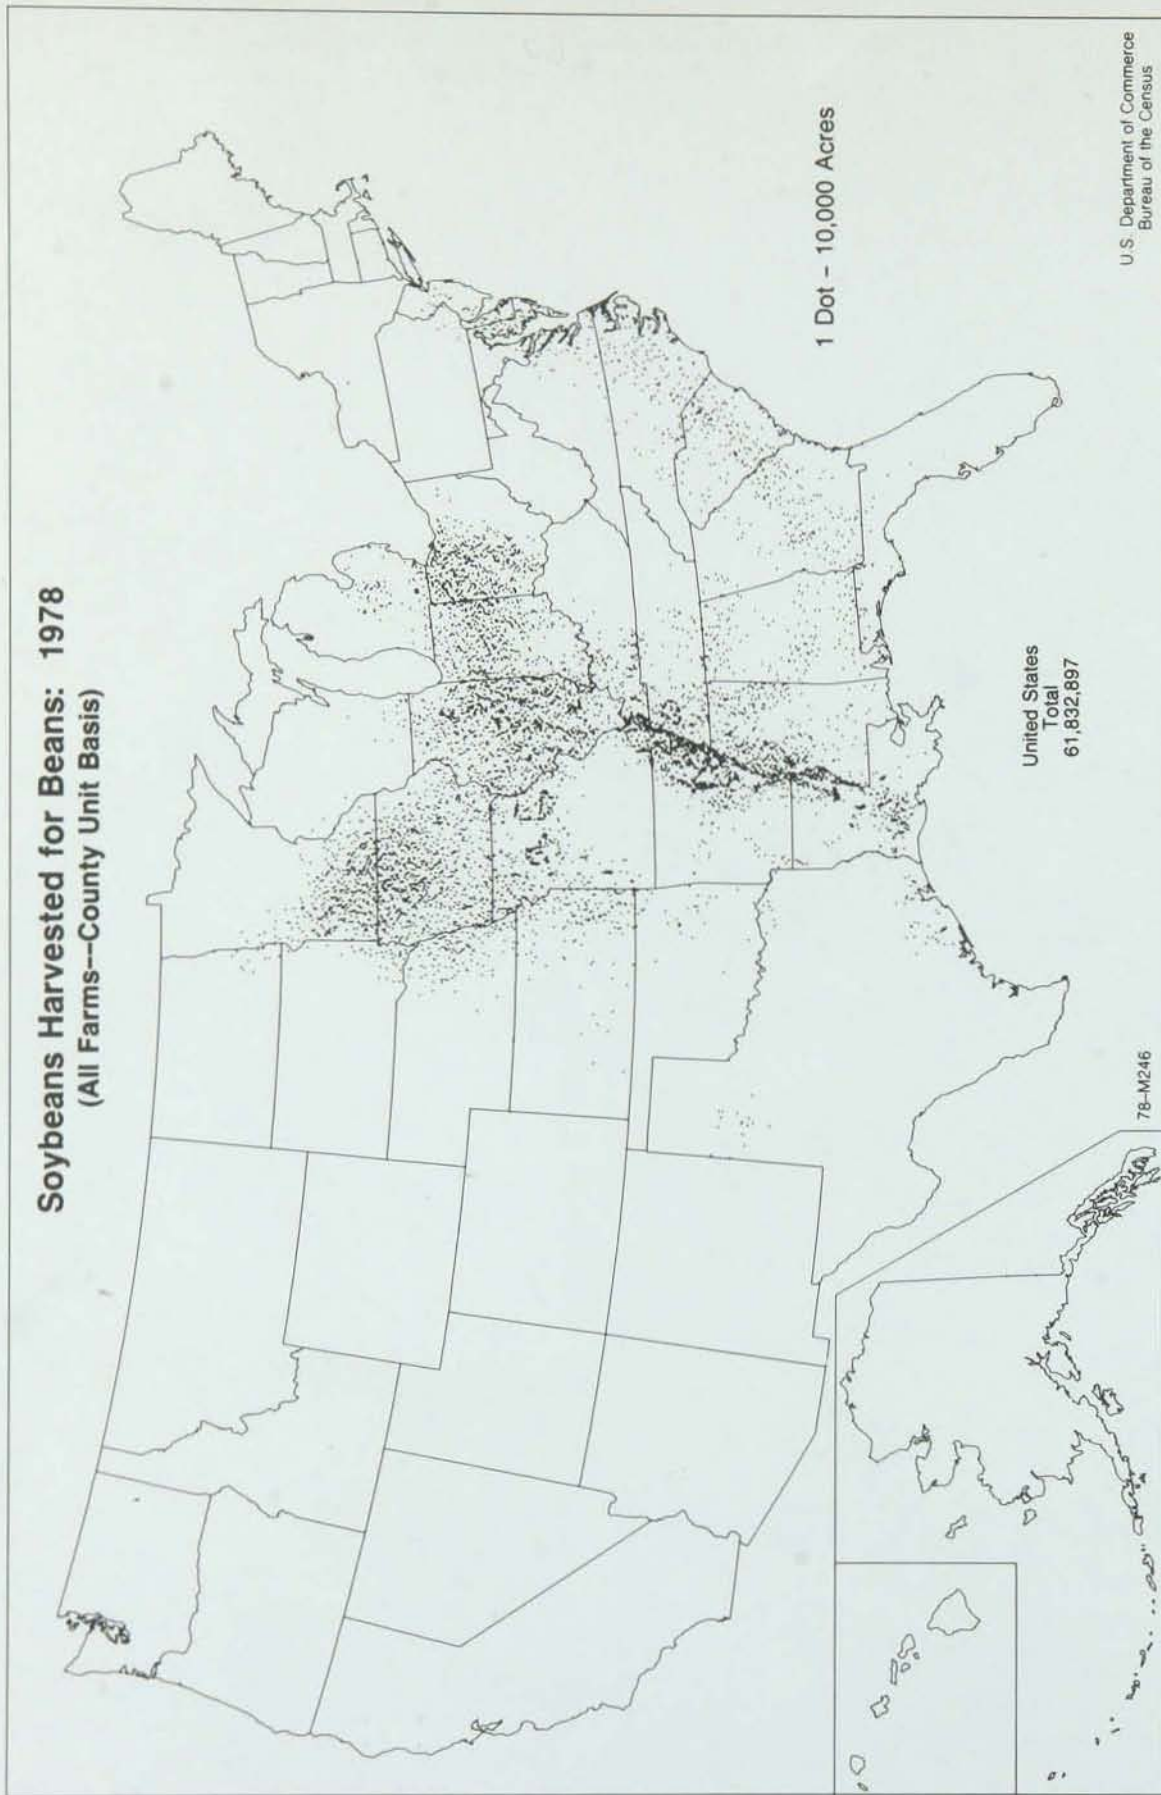 Soybeans Harvested for Beans: 1978
(All Farms---County Unit Basis)
1 Dot – 10,000 Acres
United States
Total
61,832,897
78-M246
U.S. Department of Commerce
Bureau of the Census